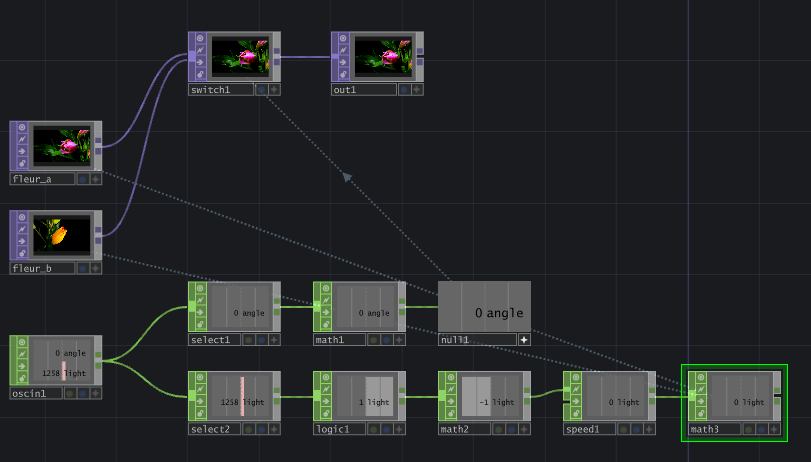 switch1
out1
fleur_a
fleur_b
0 angle
0 angle
0 angle
select1
math1
null1
0 angle
1258 light
oscin1
1258 light
1 light
-1 light
0 light
0 light
select2
logic1
math2
speed1
math3